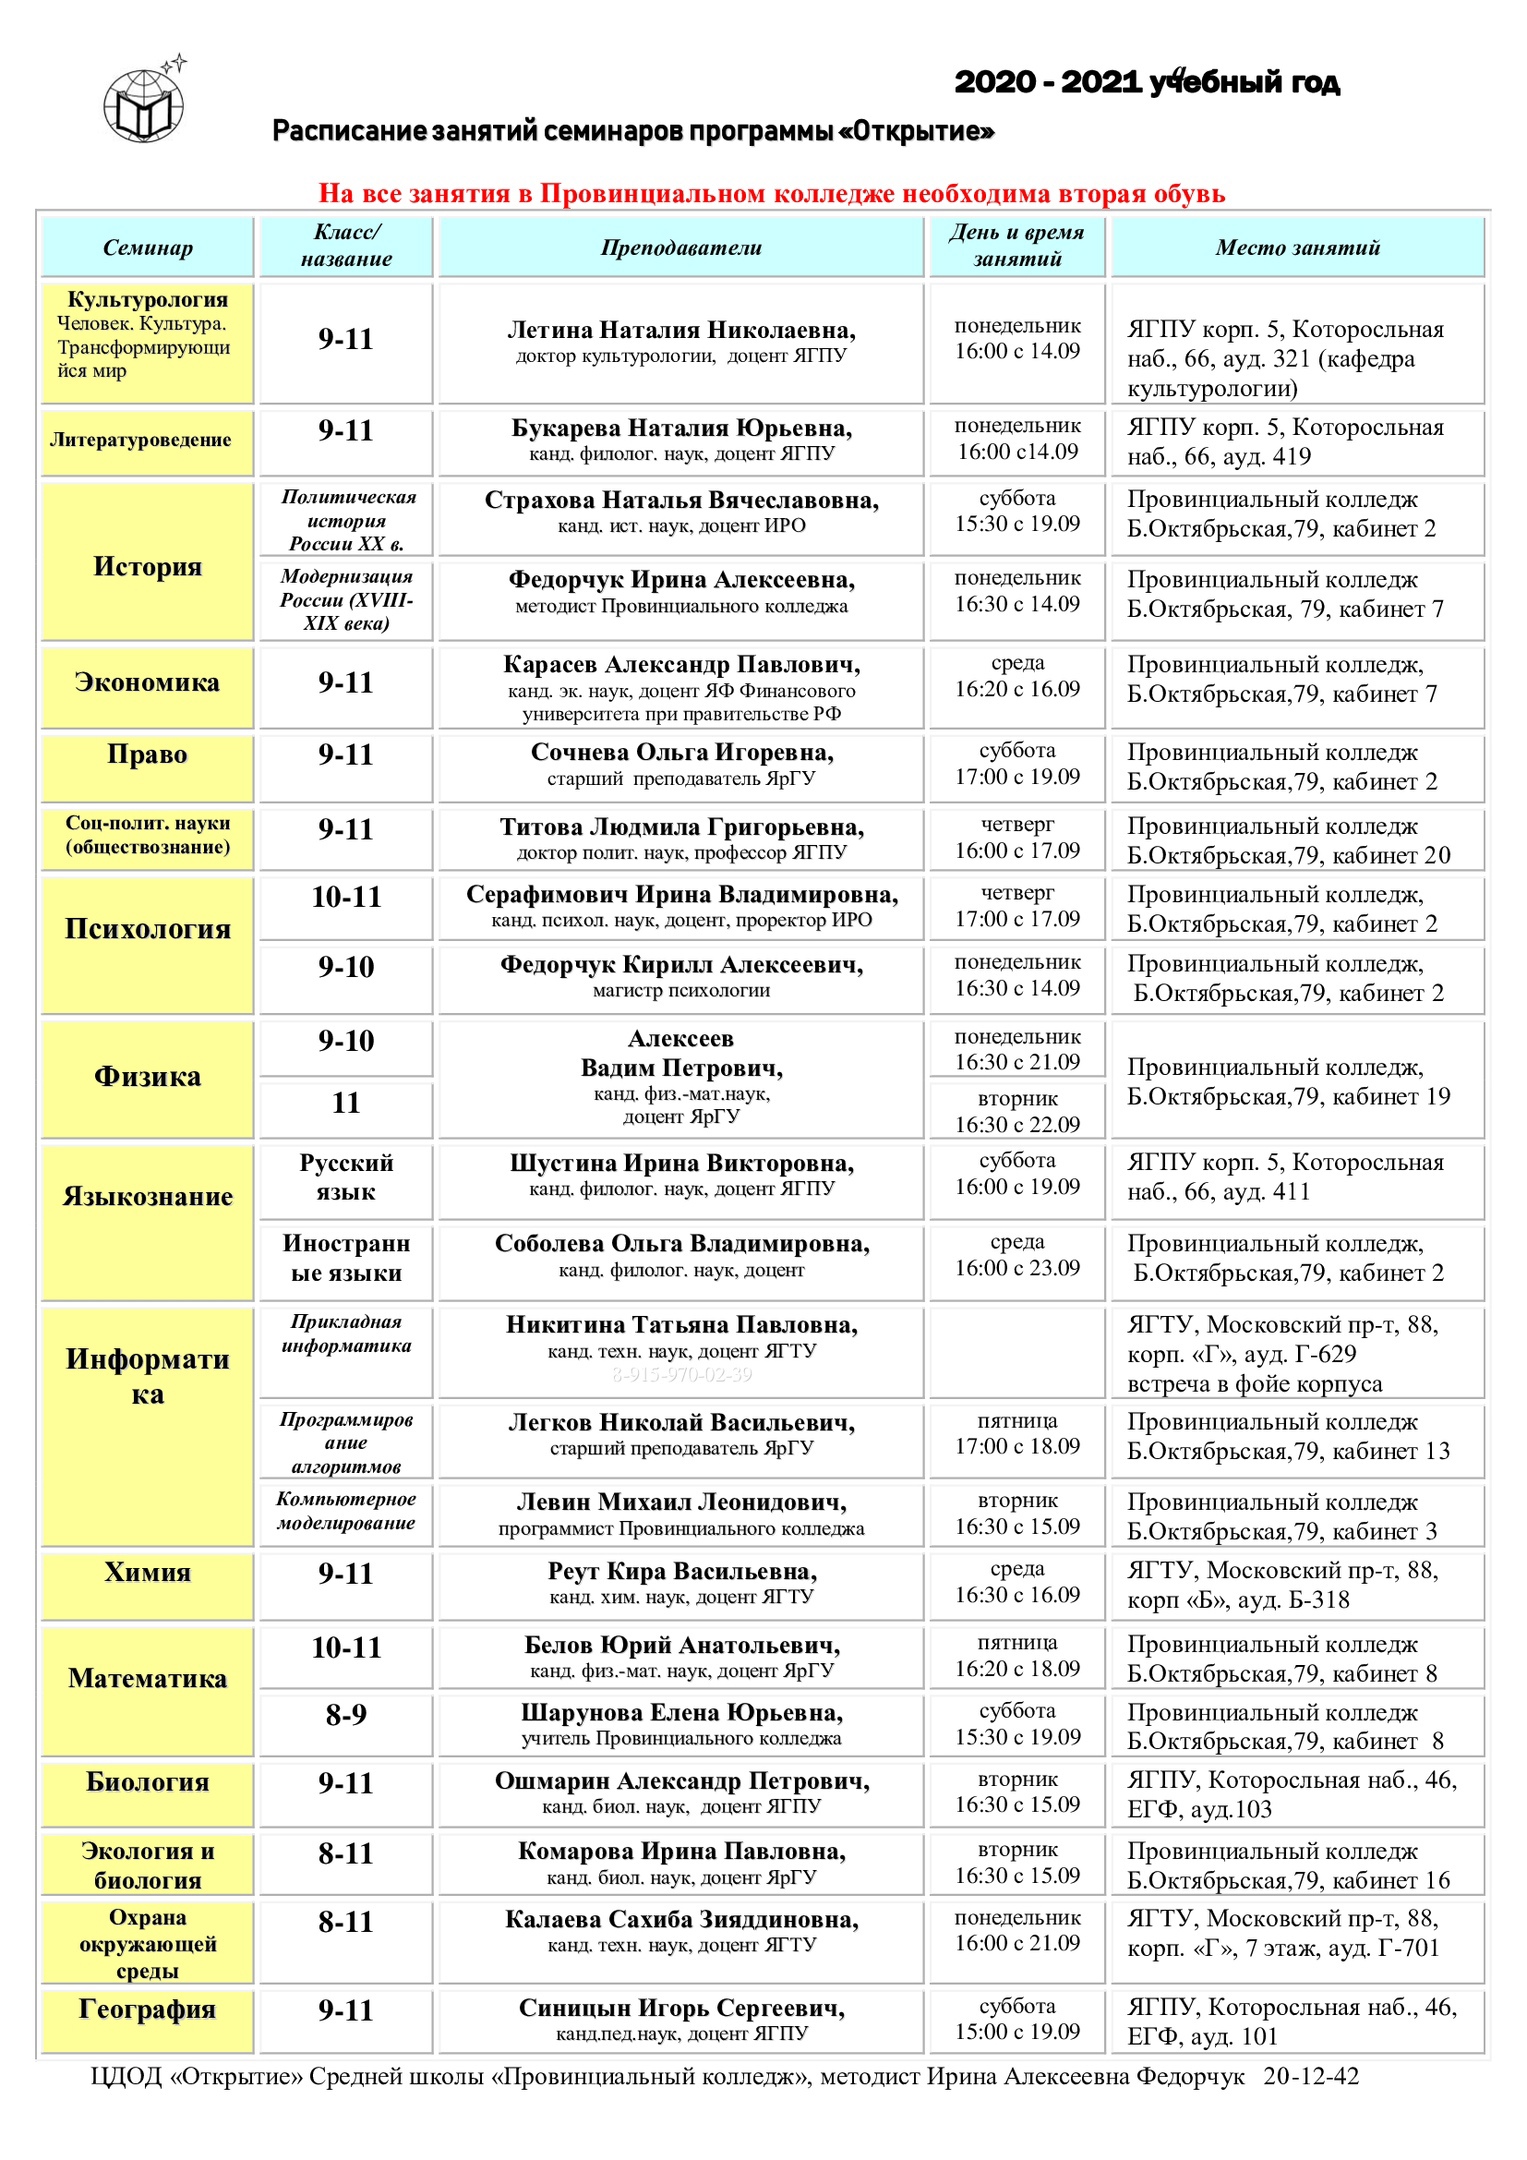 2020 - 2021 учебный год
а
Расписание занятий семинаров программы «Открытие»
На все занятия в Провинциальном колледже необходима вторая обувь
Семинар
Класс/
название
Преподаватели
День и время
занятий
Место занятий
Культурология
Человек. Культура.
Трансформирующи
йся мир
9-11
Летина Наталия Николаевна,
доктор культурологии, доцент ЯГПУ
понедельник
16:00 с 14.09
ЯГПУ корп. 5, Которосльная
наб., 66, ауд. 321 (кафедра
культурологии)
Литературоведение
9-11
Букарева Наталия Юрьевна,
канд. филолог. наук, доцент ЯГПУ
понедельник
16:00 с14.09
ЯГПУ корп. 5, Которосльная
наб., 66, ауд. 419
История
Политическая
история
России XX в.
Страхова Наталья Вячеславовна,
канд. ист. наук, доцент ИРО
суббота
15:30 с 19.09
Провинциальный колледж
Б.Октябрьская,79, кабинет 2
Модернизация
России (XVIII-
XIX века)
Федорчук Ирина Алексеевна,
методист Провинциального колледжа
понедельник
16:30 с 14.09
Провинциальный колледж
Б.Октябрьская, 79, кабинет 7
Экономика
9-11
Карасев Александр Павлович,
канд. эк. наук, доцент ЯФ Финансового
университета при правительстве РФ
среда
16:20 с 16.09
Провинциальный колледж,
Б.Октябрьская,79, кабинет 7
Право
9-11
Сочнева Ольга Игоревна,
старший преподаватель ЯрГУ
суббота
17:00 с 19.09
Провинциальный колледж
Б.Октябрьская,79, кабинет 2
Соц-полит. науки
(обществознание)
9-11
Титова Людмила Григорьевна,
доктор полит. наук, профессор ЯГПУ
четверг
16:00 с 17.09
Провинциальный колледж
Б.Октябрьская,79, кабинет 20
Психология
10-11
Серафимович Ирина Владимировна,
канд. психол. наук, доцент, проректор ИРО
четверг
17:00 с 17.09
Провинциальный колледж,
Б.Октябрьская,79, кабинет 2
9-10
Федорчук Кирилл Алексеевич,
магистр психологии
понедельник
16:30 с 14.09
Провинциальный колледж,
Б.Октябрьская,79, кабинет 2
Физика
9-10
Алексеев
Вадим Петрович,
канд. физ.-мат.наук,
доцент ЯрГУ
понедельник
16:30 с 21.09
Провинциальный колледж,
Б.Октябрьская,79, кабинет 19
11
вторник
16:30 с 22.09
Языкознание
Русский
язык
Шустина Ирина Викторовна,
канд. филолог. наук, доцент ЯГПУ
суббота
16:00 с 19.09
ЯГПУ корп. 5, Которосльная
наб., 66, ауд. 411
Иностранн
ые языки
Соболева Ольга Владимировна,
канд. филолог. наук, доцент
среда
16:00 с 23.09
Провинциальный колледж,
Б.Октябрьская,79, кабинет 2
Информати
ка
Прикладная
информатика
Никитина Татьяна Павловна,
канд. техн. наук, доцент ЯГТУ
8-915-970-02-39
ЯГТУ, Московский пр-т, 88,
корп. «Г», ауд. Г-629
встреча в фойе корпуса
Программиров
ание
алгоритмов
Легков Николай Васильевич,
старший преподаватель ЯрГУ
пятница
17:00 с 18.09
Провинциальный колледж
Б.Октябрьская,79, кабинет 13
Компьютерное
моделирование
Левин Михаил Леонидович,
программист Провинциального колледжа
вторник
16:30 с 15.09
Провинциальный колледж
Б.Октябрьская,79, кабинет 3
Химия
9-11
Реут Кира Васильевна,
канд. хим. наук, доцент ЯГТУ
среда
16:30 с 16.09
ЯГТУ, Московский пр-т, 88,
корп «Б», ауд. Б-318
Математика
10-11
Белов Юрий Анатольевич,
канд. физ.-мат. наук, доцент ЯрГУ
пятница
16:20 с 18.09
Провинциальный колледж
Б.Октябрьская,79, кабинет 8
8-9
Шарунова Елена Юрьевна,
учитель Провинциального колледжа
суббота
15:30 с 19.09
Провинциальный колледж
Б.Октябрьская,79, кабинет 8
Биология
9-11
Ошмарин Александр Петрович,
канд. биол. наук, доцент ЯГПУ
вторник
16:30 с 15.09
ЯГПУ, Которосльная наб., 46,
ЕГФ, ауд.103
Экология и
биология
8-11
Комарова Ирина Павловна,
канд. биол. наук, доцент ЯрГУ
вторник
16:30 с 15.09
Провинциальный колледж
Б.Октябрьская,79, кабинет 16
Охрана
окружающей
среды
8-11
Калаева Сахиба Зияддиновна,
канд. техн. наук, доцент ЯГТУ
понедельник
16:00 с 21.09
ЯГТУ, Московский пр-т, 88,
корп. «Г», 7 этаж, ауд. Г-701
География
9-11
Синицын Игорь Сергеевич,
канд.пед.наук, доцент ЯГПУ
суббота
15:00 с 19.09
ЯГПУ, Которосльная наб., 46,
ЕГФ, ауд. 101
ЦДОД «Открытие» Средней школы «Провинциальный колледж», методист Ирина Алексеевна Федорчук 20-12-42